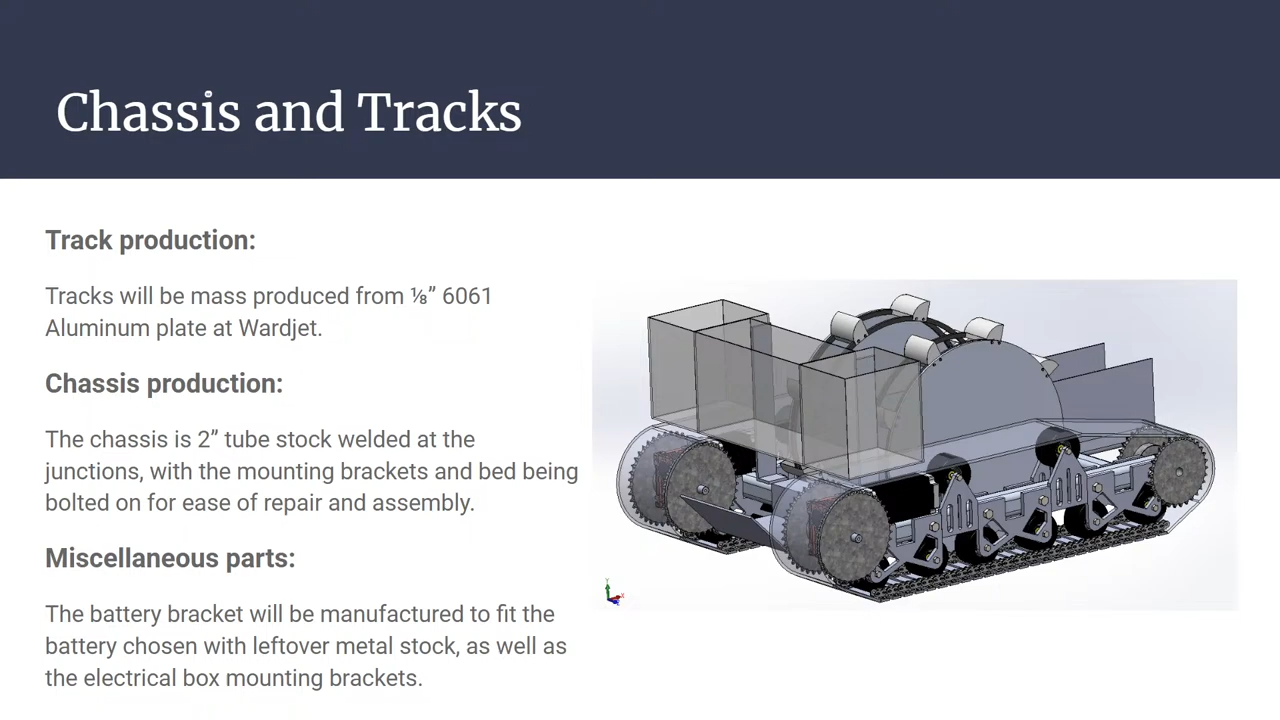 Chassis and Tracks
Track production:
Tracks will be mass produced from ⅛” 6061
Aluminum plate at Wardjet.
Chassis production:
The chassis is 2” tube stock welded at the
junctions, with the mounting brackets and bed being
bolted on for ease of repair and assembly.
Miscellaneous parts:
The battery bracket will be manufactured to fit the
battery chosen with leftover metal stock, as well as
the electrical box mounting brackets.